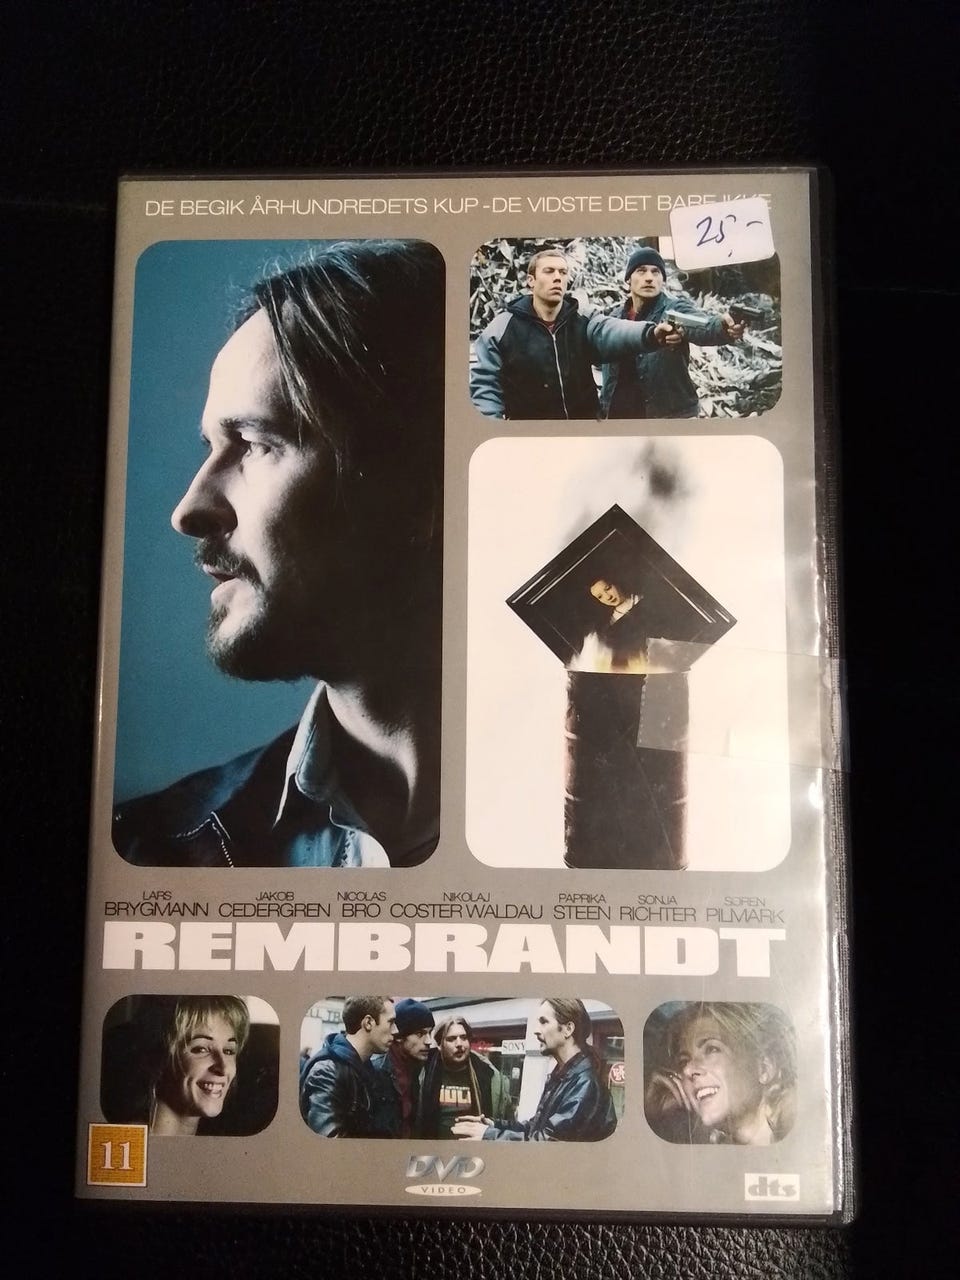 DE BEGIK ÅRHUNDREDETS KUP - DE VIDSTE DET BARE IKKE
25,-
LARS BRYGMANN JAKOB CEDERGREN NICOLAS BRO NIKOLAJ COSTER WALDAU PAPRIKA STEEN SONJA RICHTER SØREN PILMARK
REMBRANDT
SONY
11
DVD
VIDEO
dts